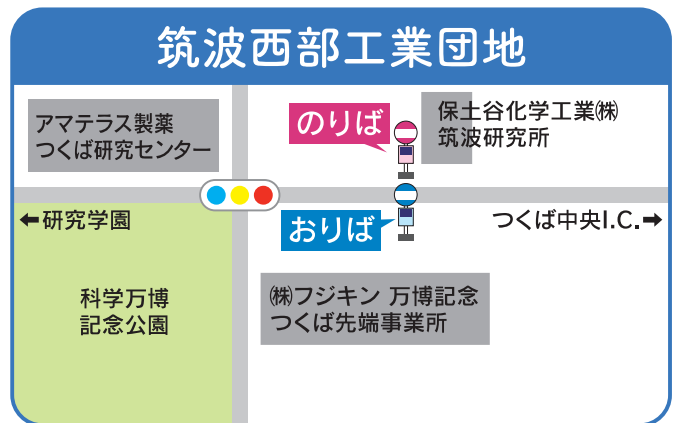 筑波西部工業団地
アマテラス製薬
つくば研究センター
のりば
保土谷化学工業㈱
筑波研究所
←研究学園
おりば
つくば中央I.C.→
科学万博
記念公園
㈱フジキン 万博記念
つくば先端事業所